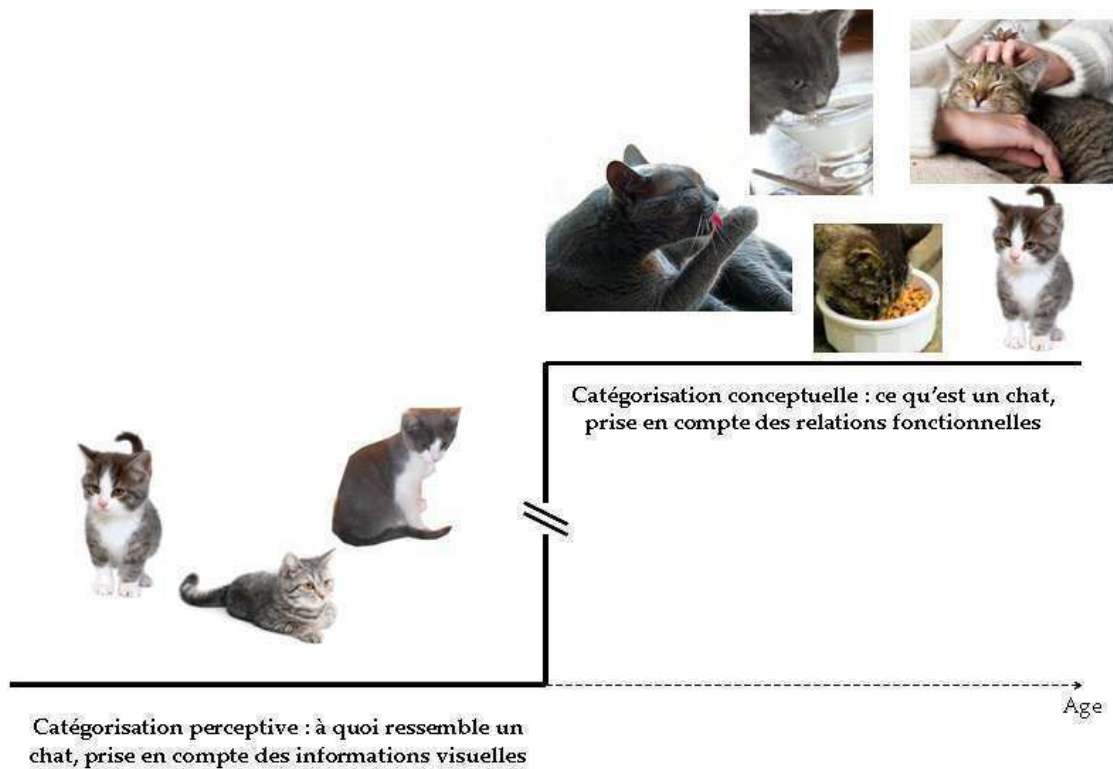 Catégorisation conceptuelle : ce qu'est un chat,
prise en compte des relations fonctionnelles
Âge
Catégorisation perceptive : à quoi ressemble un
chat, prise en compte des informations visuelles